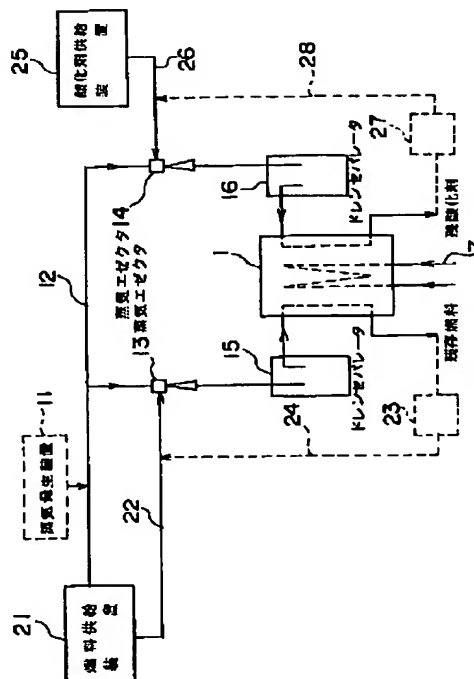 25
酸化剤供給
装置
26
28
12
14
蒸気エゼクタ
13
蒸気エゼクタ
16
ドレンセパレータ
27
残酸化剤
1
7
残存燃料
15
ドレンセパレータ
24
23
11
蒸気発生装置
22
21
燃料供給
装置